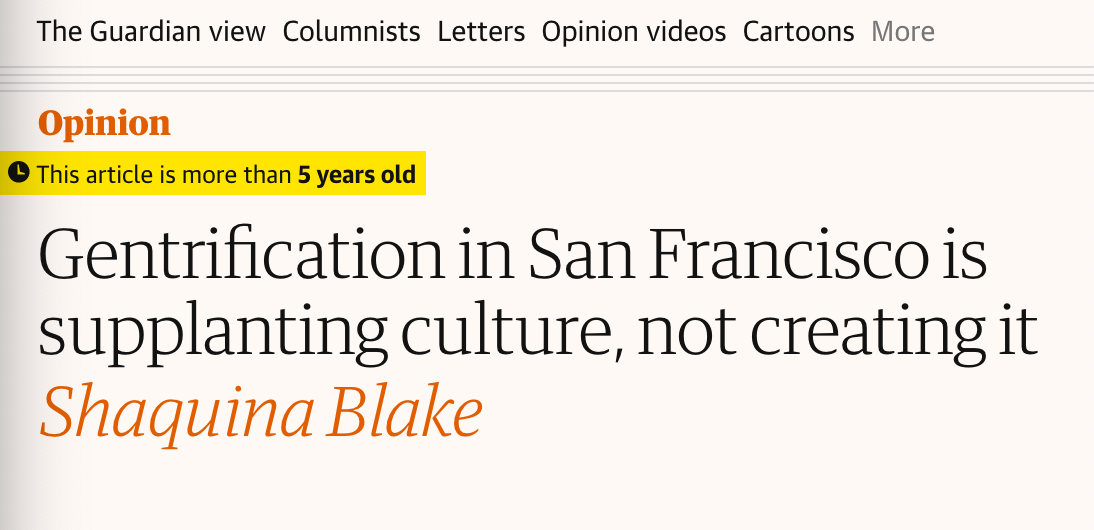 The Guardian view Columnists Letters Opinion videos Cartoons More
Opinion
This article is more than 5 years old
Gentrification in San Francisco is
supplanting culture, not creating it
Shaquina Blake